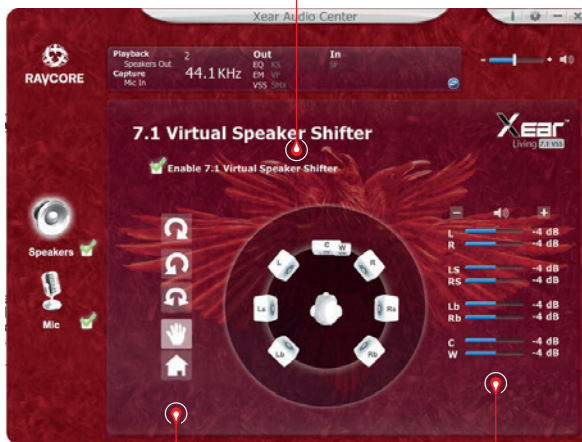 Xear Audio Center
RAYCORE
Playback 2
Speakers Out
Capture 44.1KHz
Mic In
Out
EQ KS
EM VF
VSS SMX
In
SF
7.1 Virtual Speaker Shifter
Xear™
Living 7.1 VSS
Enable 7.1 Virtual Speaker Shifter
Speakers
Mic
C W
L R
Ls Rs
Lb Rb
L -4 dB
R -4 dB
LS -4 dB
RS -4 dB
Lb -4 dB
Rb -4 dB
C -4 dB
W -4 dB